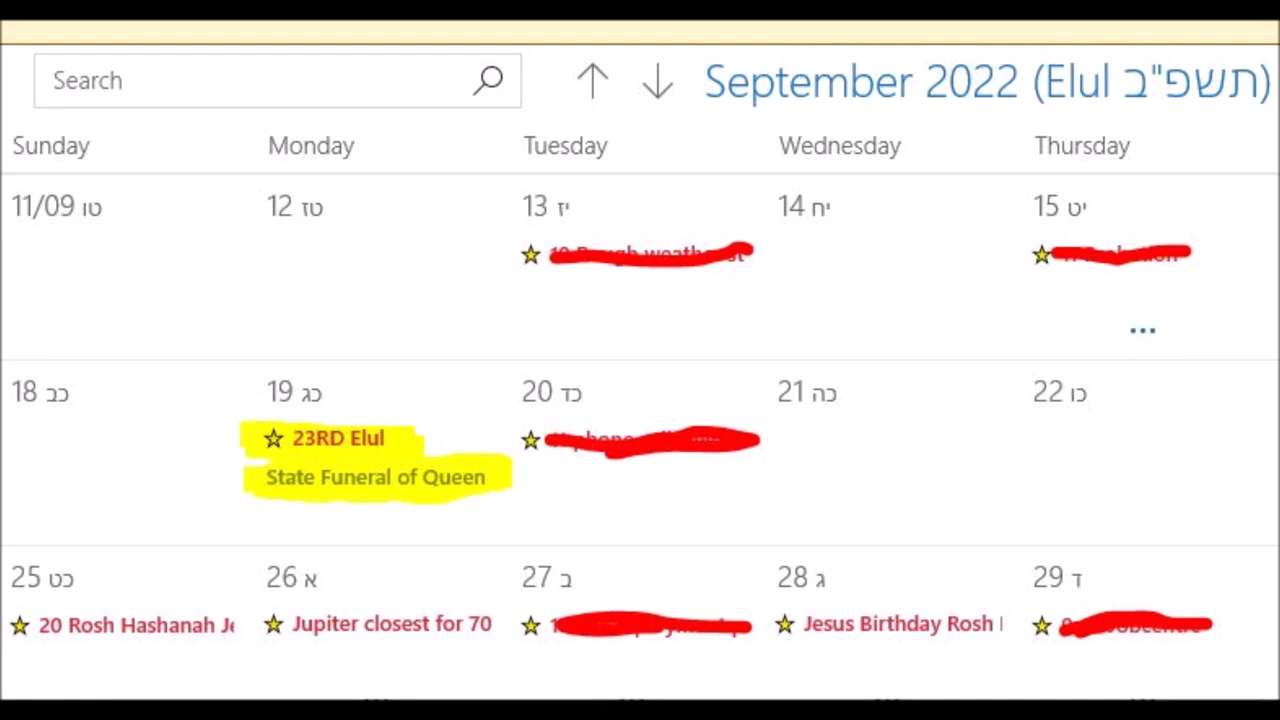 Search
September 2022 (Elul תשפ"ב)
Sunday Monday Tuesday Wednesday Thursday
11/09 טו 12 טז 13 יז 14 יח 15 יט
...
18 כב 19 כג 20 כד 21 כה 22 כו
23RD Elul
State Funeral of Queen
25 כט 26 א 27 ב 28 ג 29 ד
20 Rosh Hashanah Jupiter closest for 70 Jesus Birthday Rosh